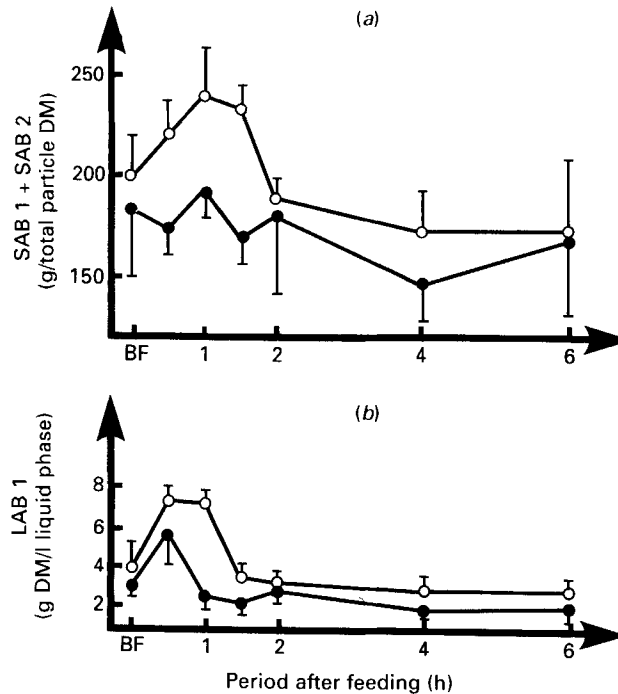 (a)
SAB 1 + SAB 2
(g/total particle DM)
250
200
150
BF 1 2 4 6
(b)
LAB 1
(g DM/l liquid phase)
8
6
4
2
BF 1 2 4 6
Period after feeding (h)